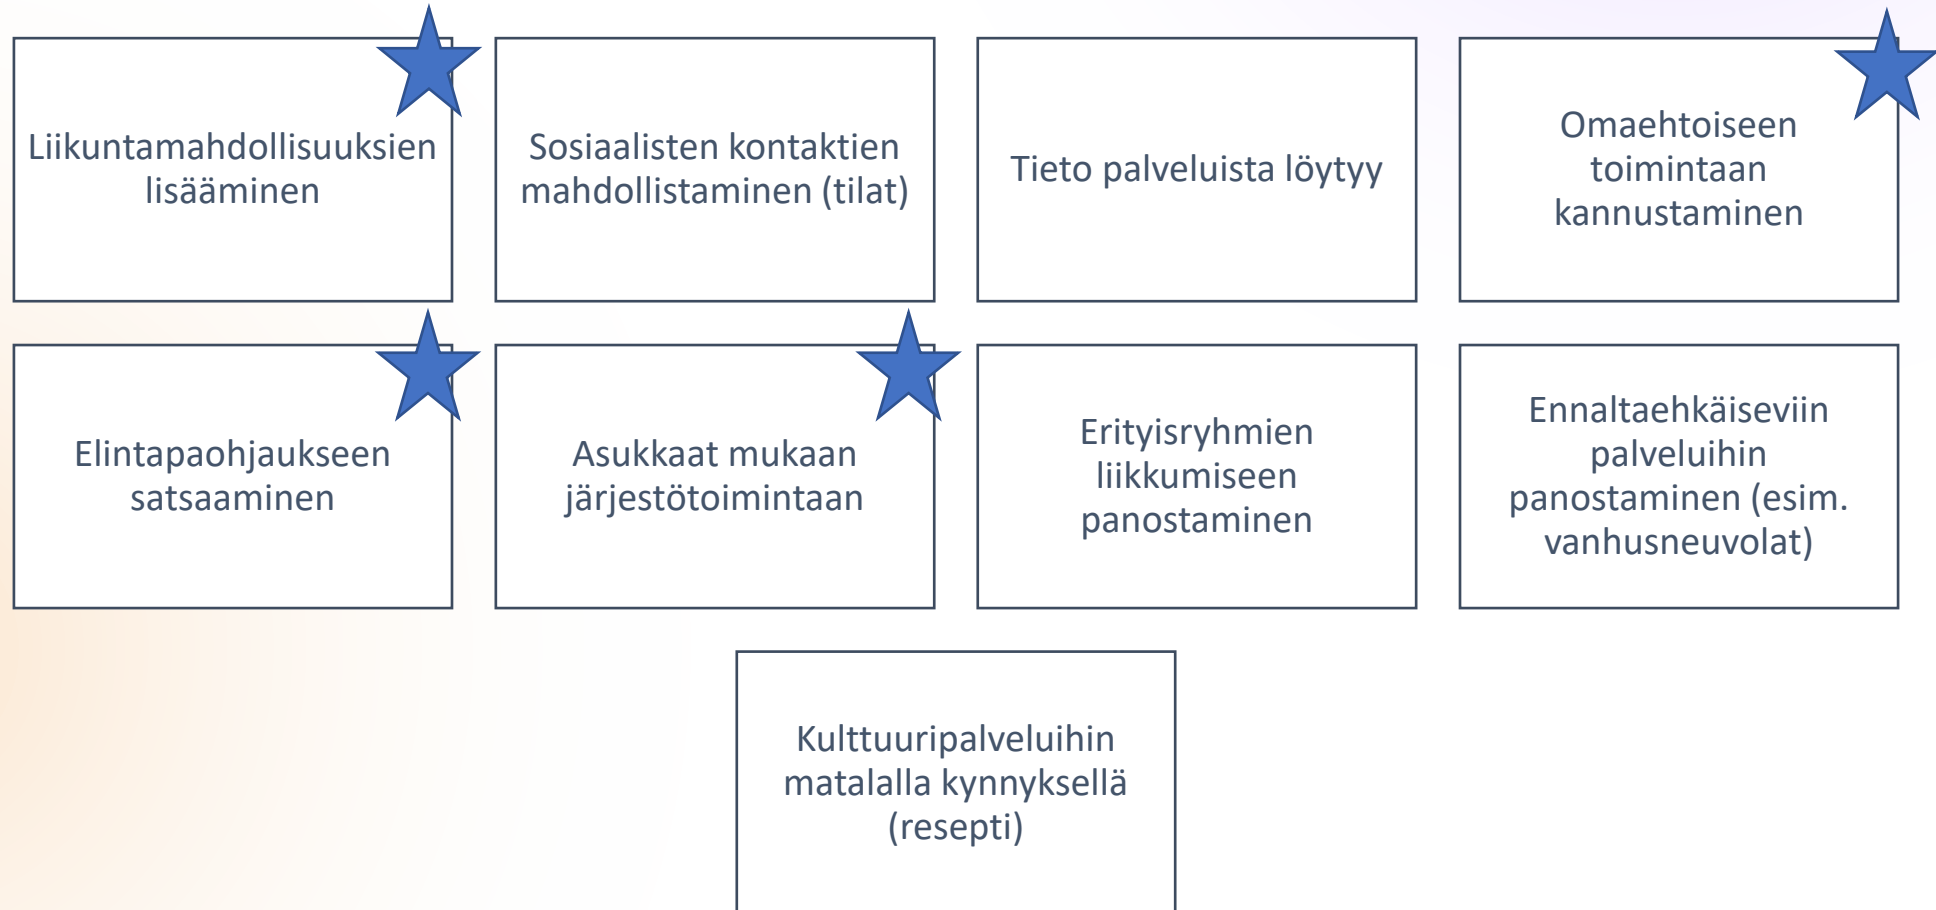 Liikuntamahdollisuuksien
lisääminen
Sosiaalisten kontaktien
mahdollistaminen (tilat)
Tieto palveluista löytyy
Omaehtoiseen
toimintaan
kannustaminen
Elintapaohjaukseen
satsaaminen
Asukkaat mukaan
järjestötoimintaan
Erityisryhmien
liikkumiseen
panostaminen
Ennaltaehkäiseviin
palveluihin
panostaminen (esim.
vanhusneuvolat)
Kulttuuripalveluihin
matalalla kynnyksellä
(resepti)